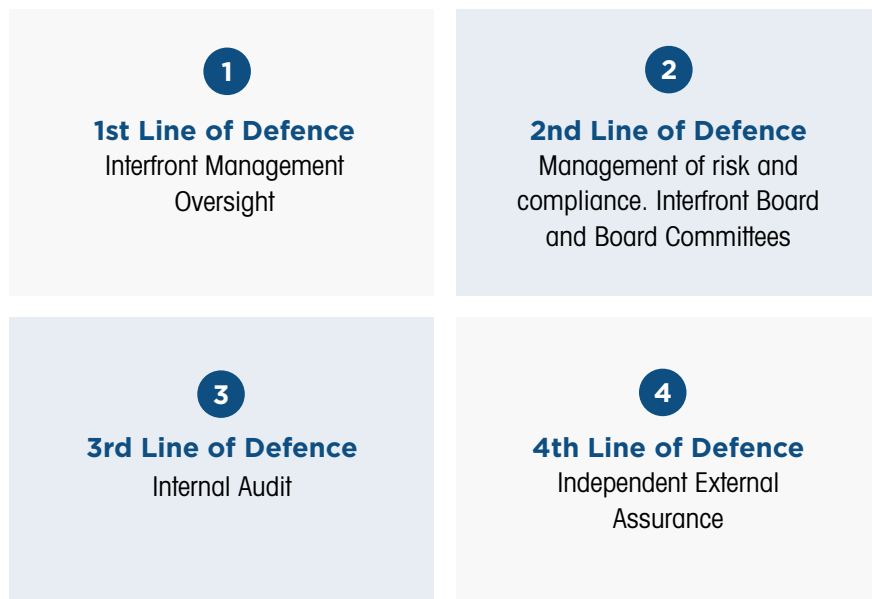 1
1st Line of Defence
Interfront Management
Oversight
2
2nd Line of Defence
Management of risk and
compliance. Interfront Board
and Board Committees
3
3rd Line of Defence
Internal Audit
4
4th Line of Defence
Independent External
Assurance